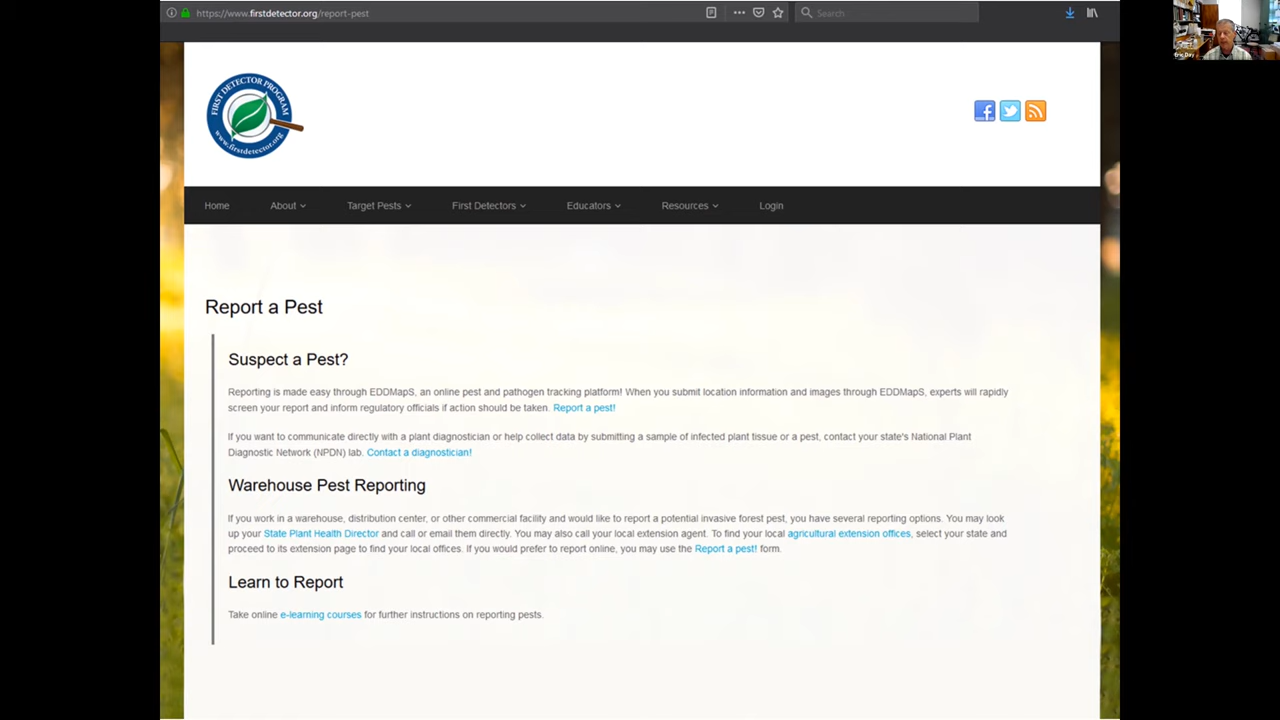 https://www.firstdetector.org/report-pest
Search
Eric Day
FIRST DETECTOR PROGRAM
www.firstdetector.org
Home About Target Pests First Detectors Educators Resources Login
Report a Pest
Suspect a Pest?
Reporting is made easy through EDDMapS, an online pest and pathogen tracking platform! When you submit location information and images through EDDMapS, experts will rapidly
screen your report and inform regulatory officials if action should be taken. Report a pest!
If you want to communicate directly with a plant diagnostician or help collect data by submitting a sample of infected plant tissue or a pest, contact your state's National Plant
Diagnostic Network (NPDN) lab. Contact a diagnostician!
Warehouse Pest Reporting
If you work in a warehouse, distribution center, or other commercial facility and would like to report a potential invasive forest pest, you have several reporting options. You may look
up your State Plant Health Director and call or email them directly. You may also call your local extension agent. To find your local agricultural extension offices, select your state and
proceed to its extension page to find your local offices. If you would prefer to report online, you may use the Report a pest! form.
Learn to Report
Take online e-learning courses for further instructions on reporting pests.